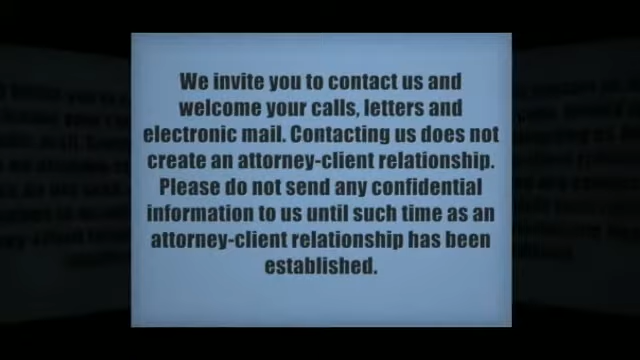 We invite you to contact us and
welcome your calls, letters and
electronic mail. Contacting us does not
create an attorney-client relationship.
Please do not send any confidential
information to us until such time as an
attorney-client relationship has been
established.